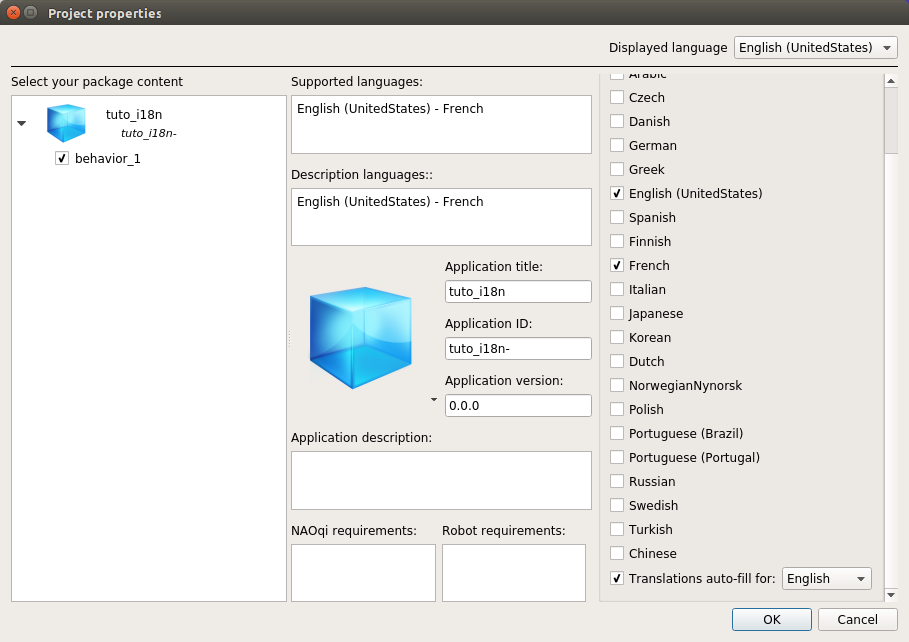 Project properties
Displayed language English (UnitedStates)
Select your package content
tuto_i18n
tuto_i18n-
behavior_1
Supported languages:
English (UnitedStates) - French
Description languages::
English (UnitedStates) - French
Application title:
tuto_i18n
Application ID:
tuto_i18n-
Application version:
0.0.0
Application description:
NAOqi requirements:
Robot requirements:
Arabic
Czech
Danish
German
Greek
English (UnitedStates)
Spanish
Finnish
French
Italian
Japanese
Korean
Dutch
NorwegianNynorsk
Polish
Portuguese (Brazil)
Portuguese (Portugal)
Russian
Swedish
Turkish
Chinese
Translations auto-fill for: English
OK
Cancel